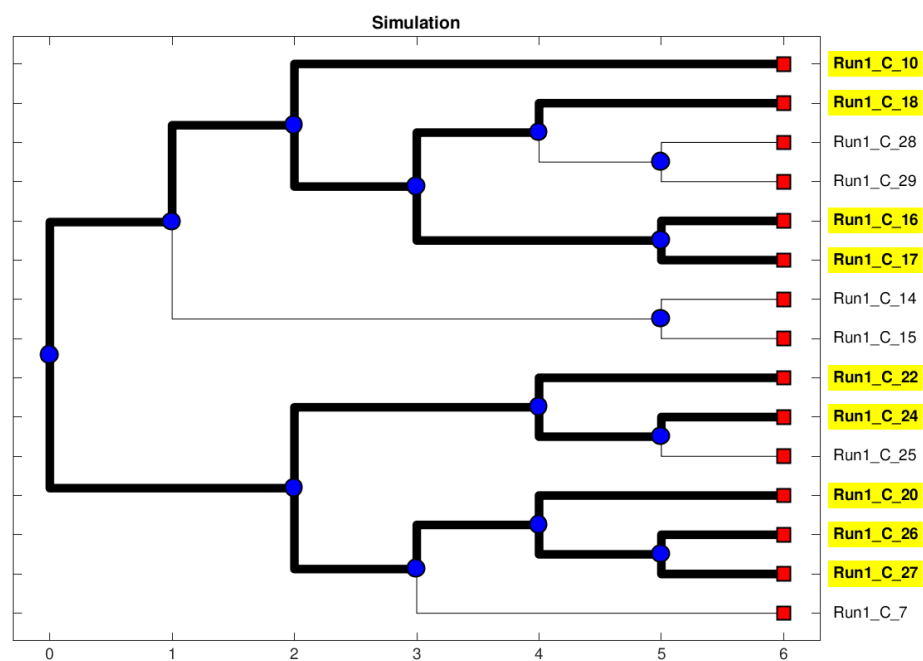 Simulation
Run1_C_10
Run1_C_18
Run1_C_28
Run1_C_29
Run1_C_16
Run1_C_17
Run1_C_14
Run1_C_15
Run1_C_22
Run1_C_24
Run1_C_25
Run1_C_20
Run1_C_26
Run1_C_27
Run1_C_7
0 1 2 3 4 5 6